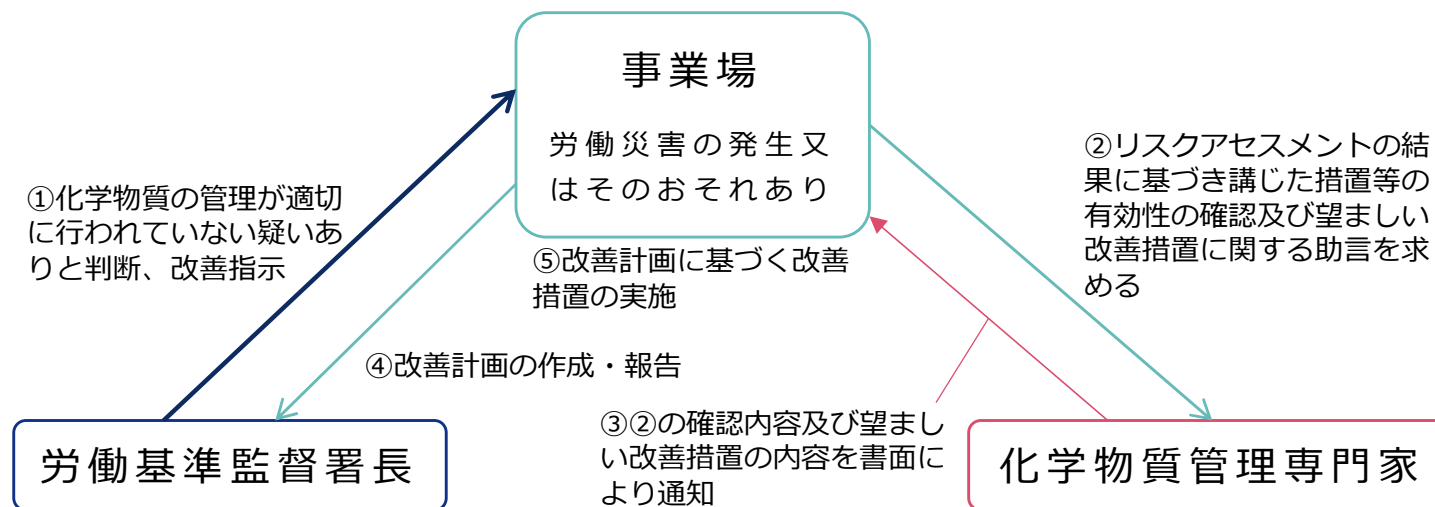 事業場
労働災害の発生又
はそのおそれあり
①化学物質の管理が適切
に行われていない疑いあ
りと判断、改善指示
②リスクアセスメントの結
果に基づき講じた措置等の
有効性の確認及び望ましい
改善措置に関する助言を求
める
⑤改善計画に基づく改善
措置の実施
④改善計画の作成・報告
③②の確認内容及び望まし
い改善措置の内容を書面に
より通知
労働基準監督署長
化学物質管理専門家